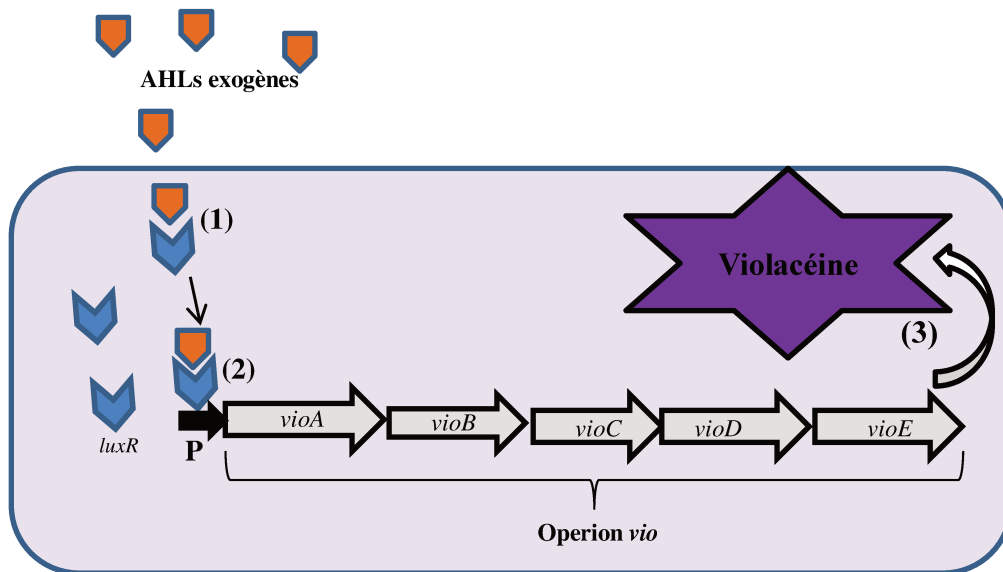 AHLs exogènes
(1)
Violacéine
(3)
(2)
vioA
vioB
vioC
vioD
vioE
luxR
P
Operion vio